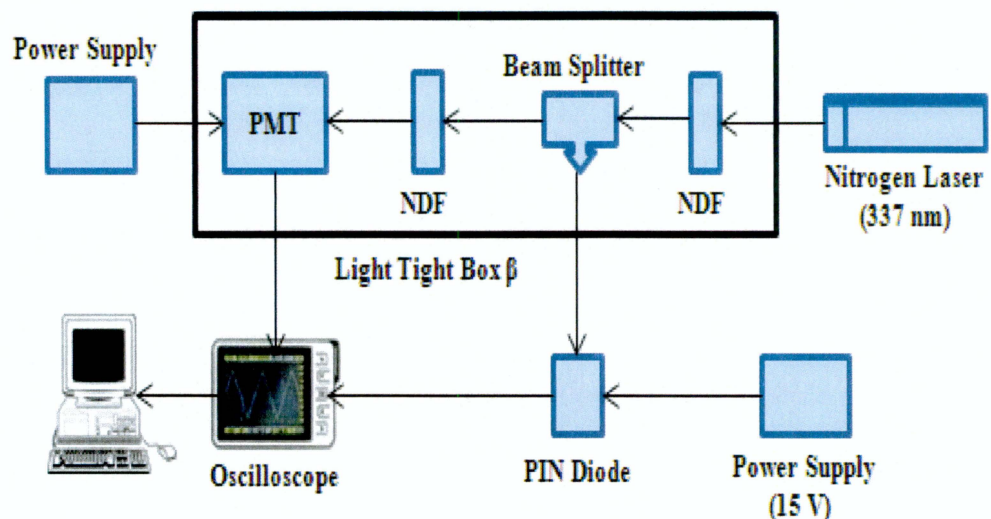 Power Supply
Beam Splitter
PMT
NDF
NDF
Nitrogen Laser
(337 nm)
Light Tight Box β
Oscilloscope
PIN Diode
Power Supply
(15 V)